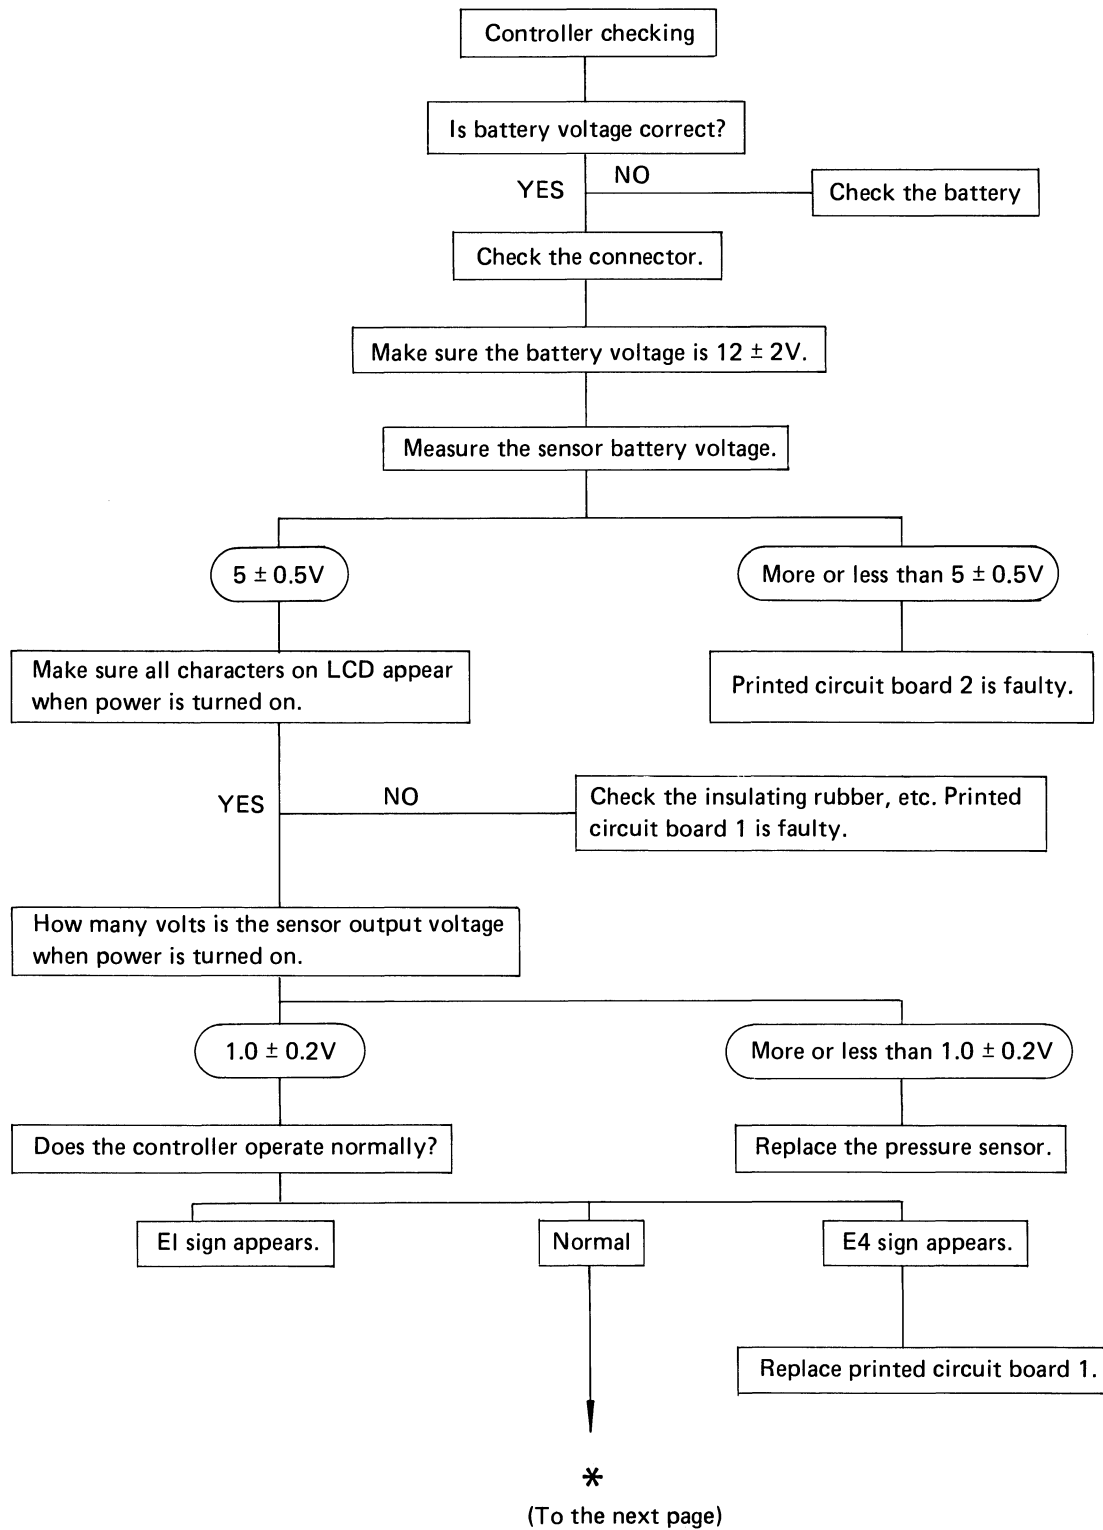 Controller checking
Is battery voltage correct?
YES
NO
Check the battery
Check the connector.
Make sure the battery voltage is 12 ± 2V.
Measure the sensor battery voltage.
5 ± 0.5V
More or less than 5 ± 0.5V
Make sure all characters on LCD appear
when power is turned on.
Printed circuit board 2 is faulty.
YES
NO
Check the insulating rubber, etc. Printed
circuit board 1 is faulty.
How many volts is the sensor output voltage
when power is turned on.
1.0 ± 0.2V
More or less than 1.0 ± 0.2V
Does the controller operate normally?
Replace the pressure sensor.
EI sign appears.
Normal
E4 sign appears.
Replace printed circuit board 1.
*
(To the next page)